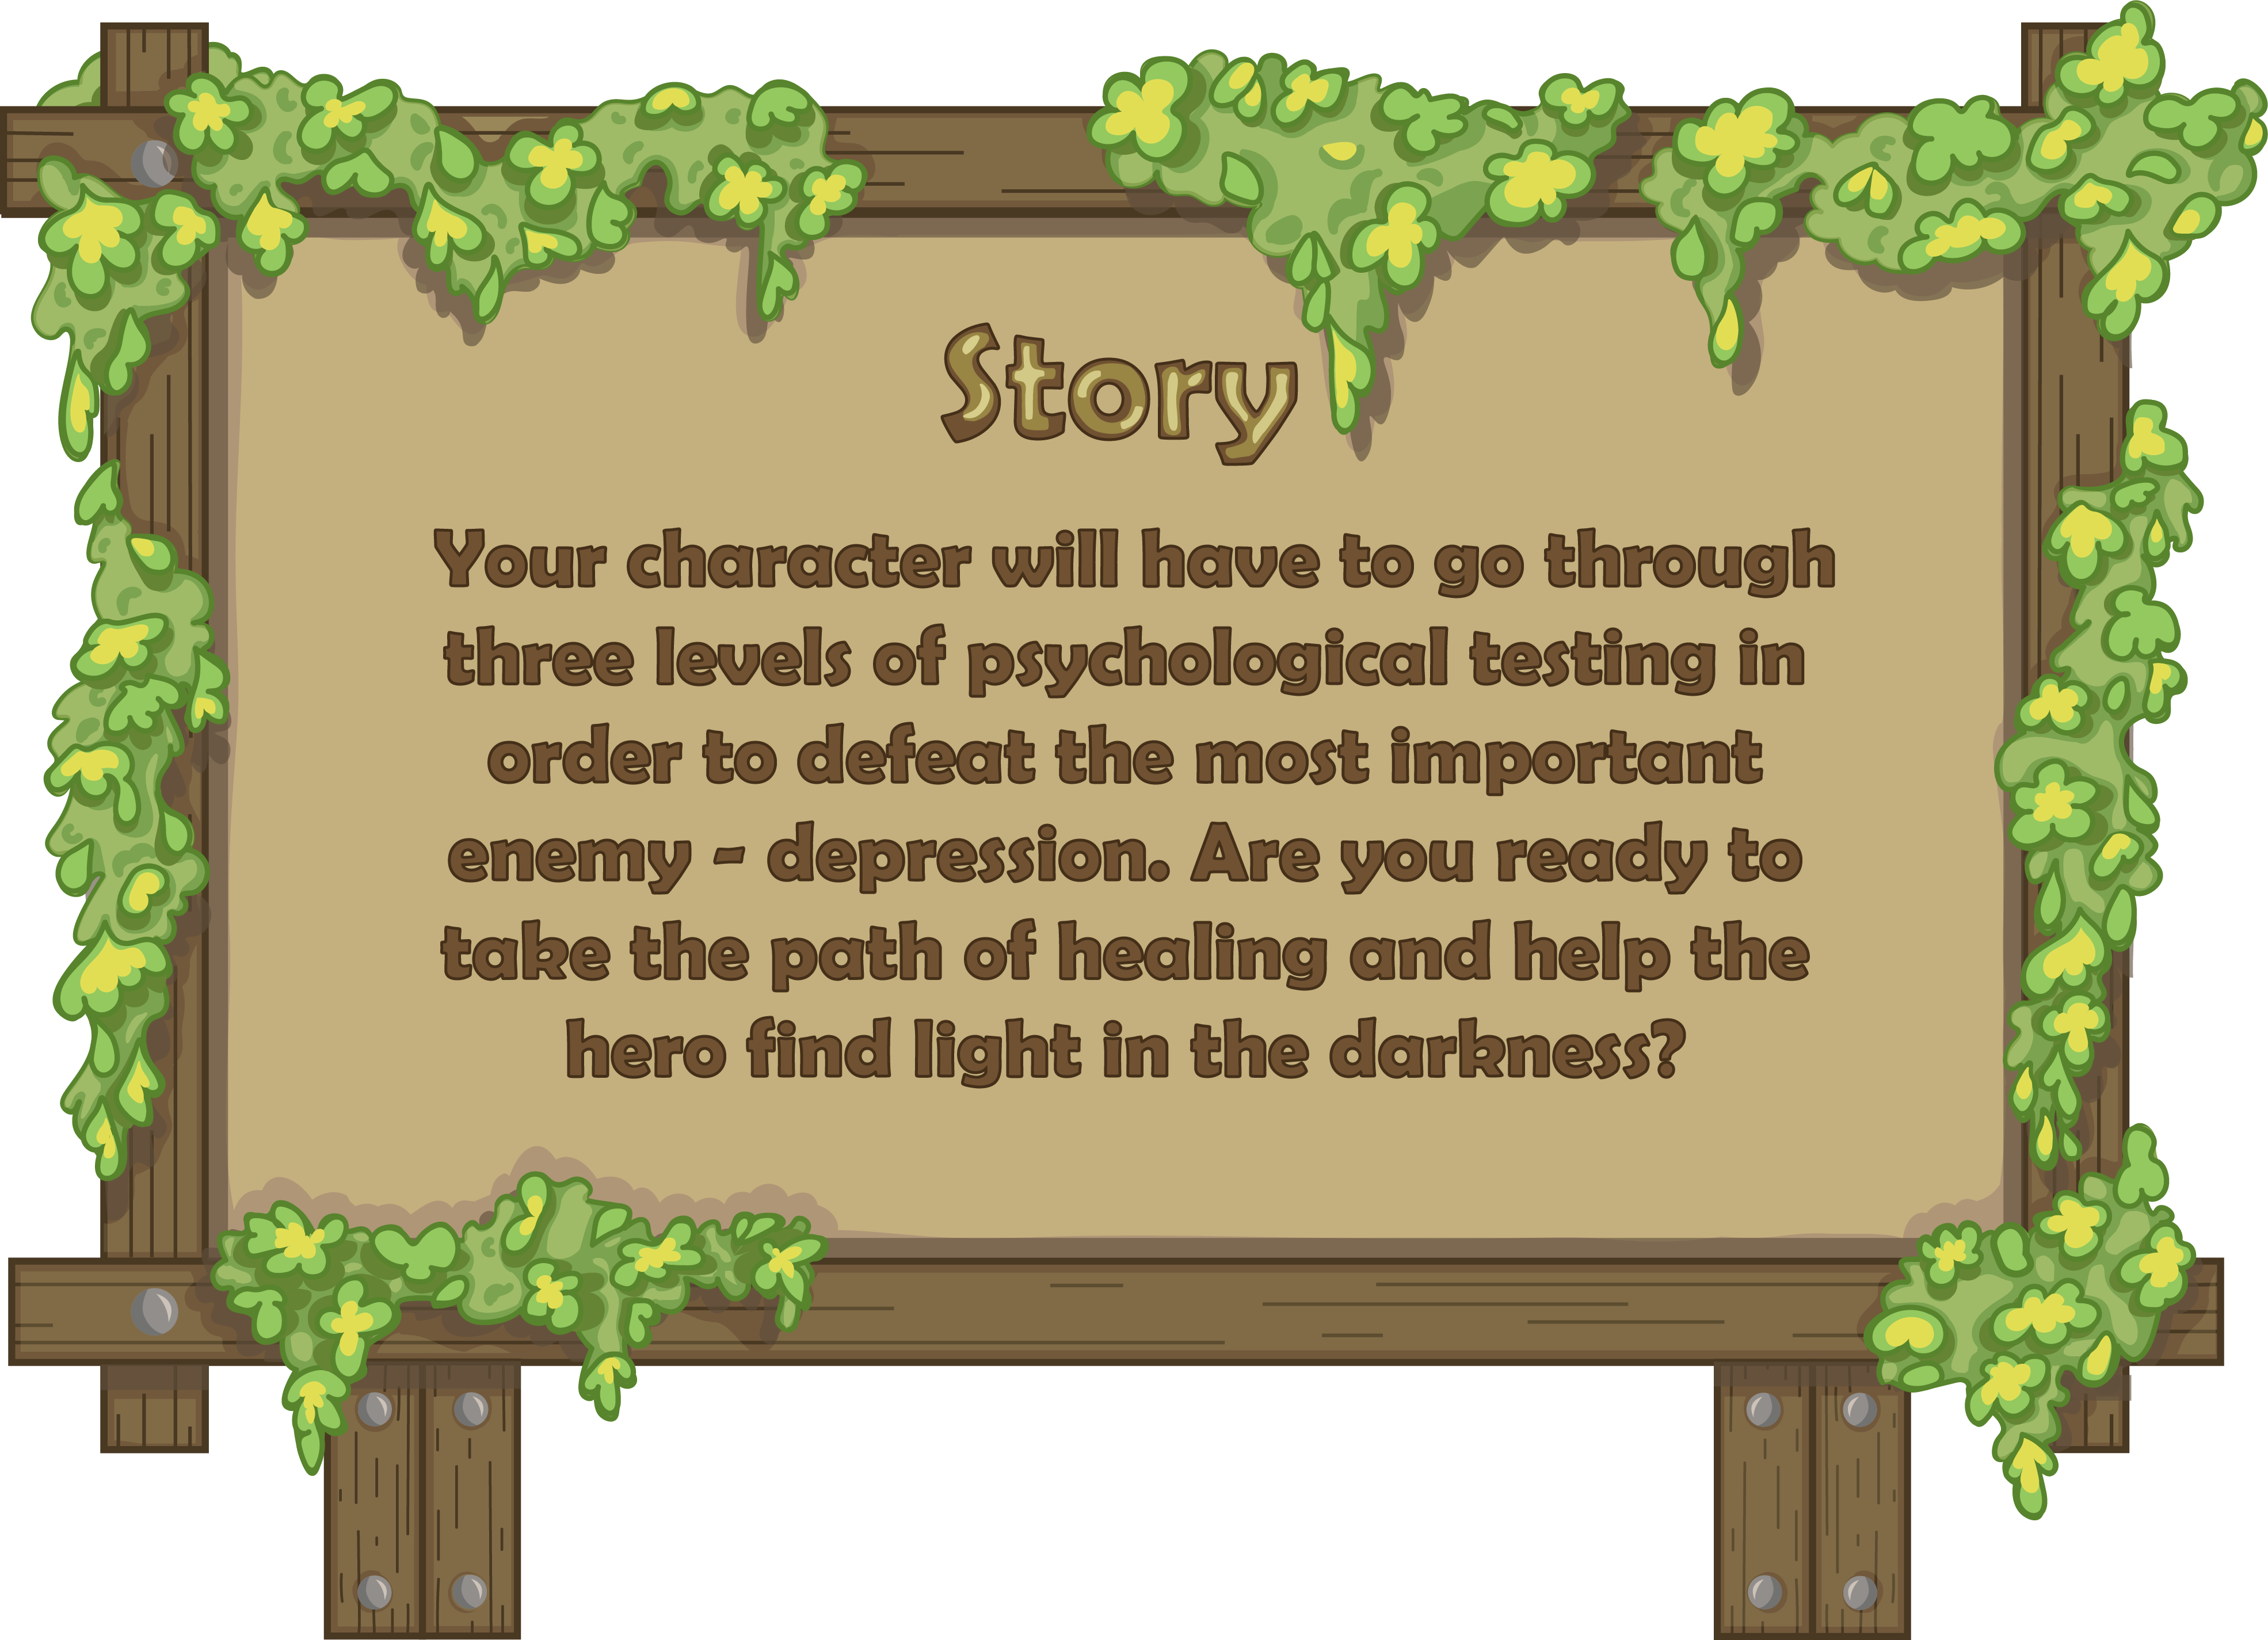 Story
Your character will have to go through
three levels of psychological testing in
order to defeat the most important
enemy - depression. Are you ready to
take the path of healing and help the
hero find light in the darkness?